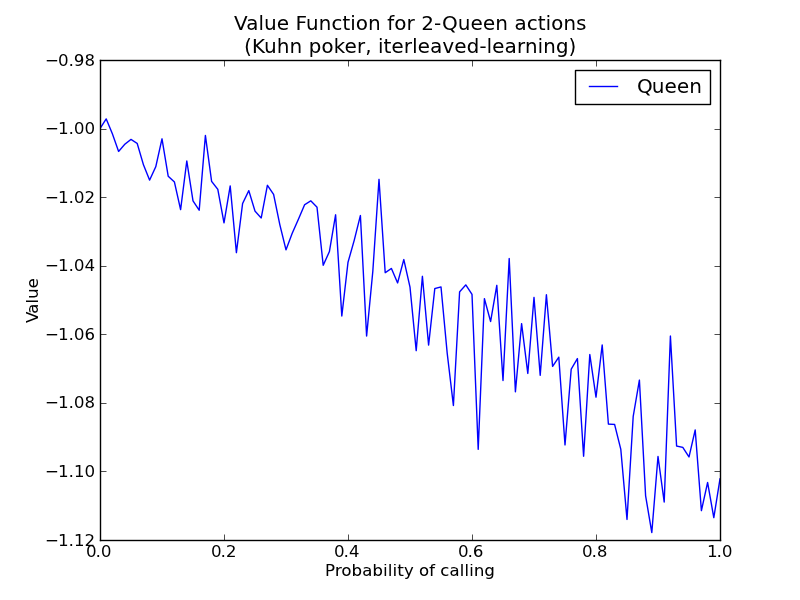 Value Function for 2-Queen actions
(Kuhn poker, iterleaved-learning)
Queen
−0.98
−1.00
−1.02
−1.04
−1.06
−1.08
−1.10
−1.12
Value
0.0 0.2 0.4 0.6 0.8 1.0
Probability of calling